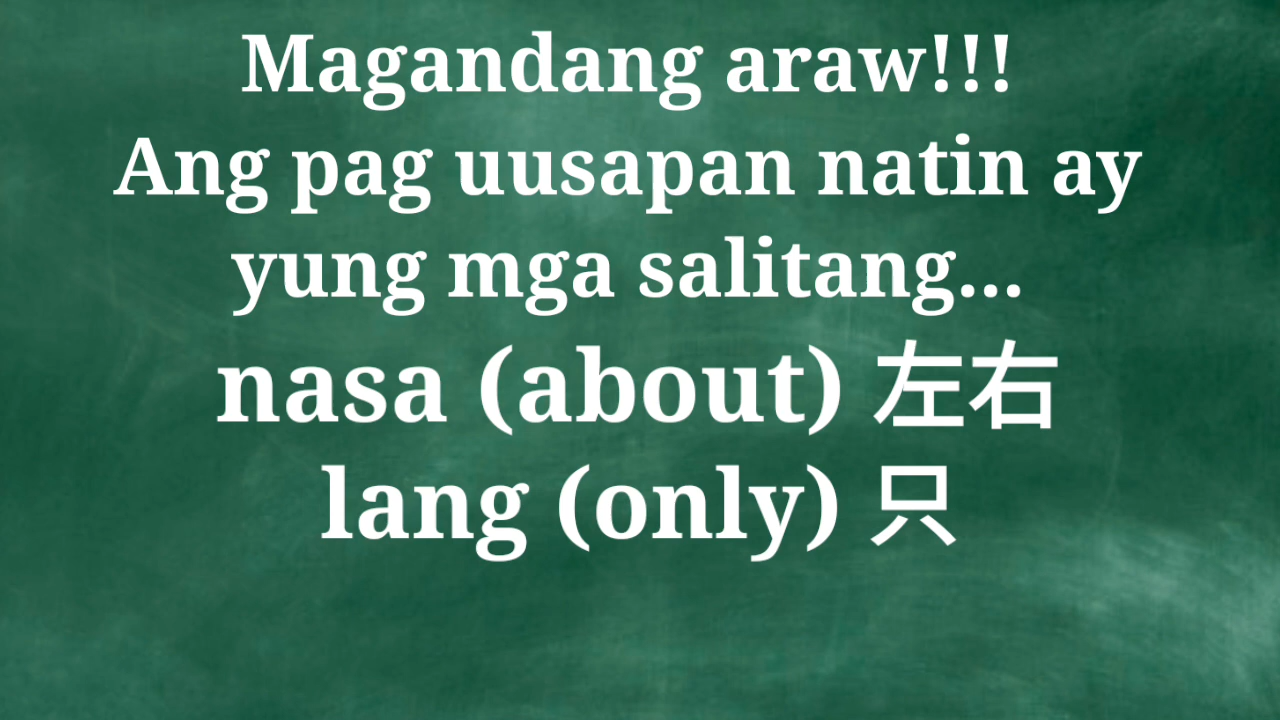 Magandang araw!!!
Ang pag uusapan natin ay
yung mga salitang...
nasa (about) 左右
lang (only) 只